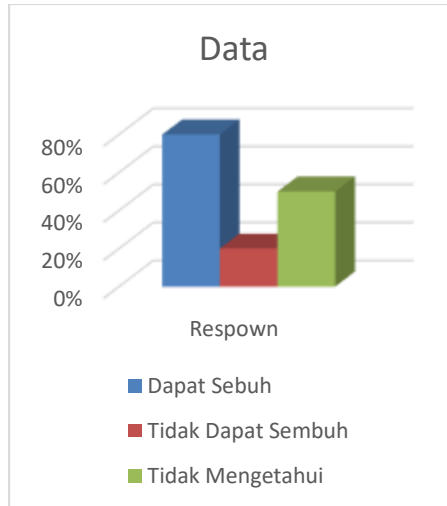 Data
80%
60%
40%
20%
0%
Respown
Dapat Sebuh
Tidak Dapat Sembuh
Tidak Mengetahui